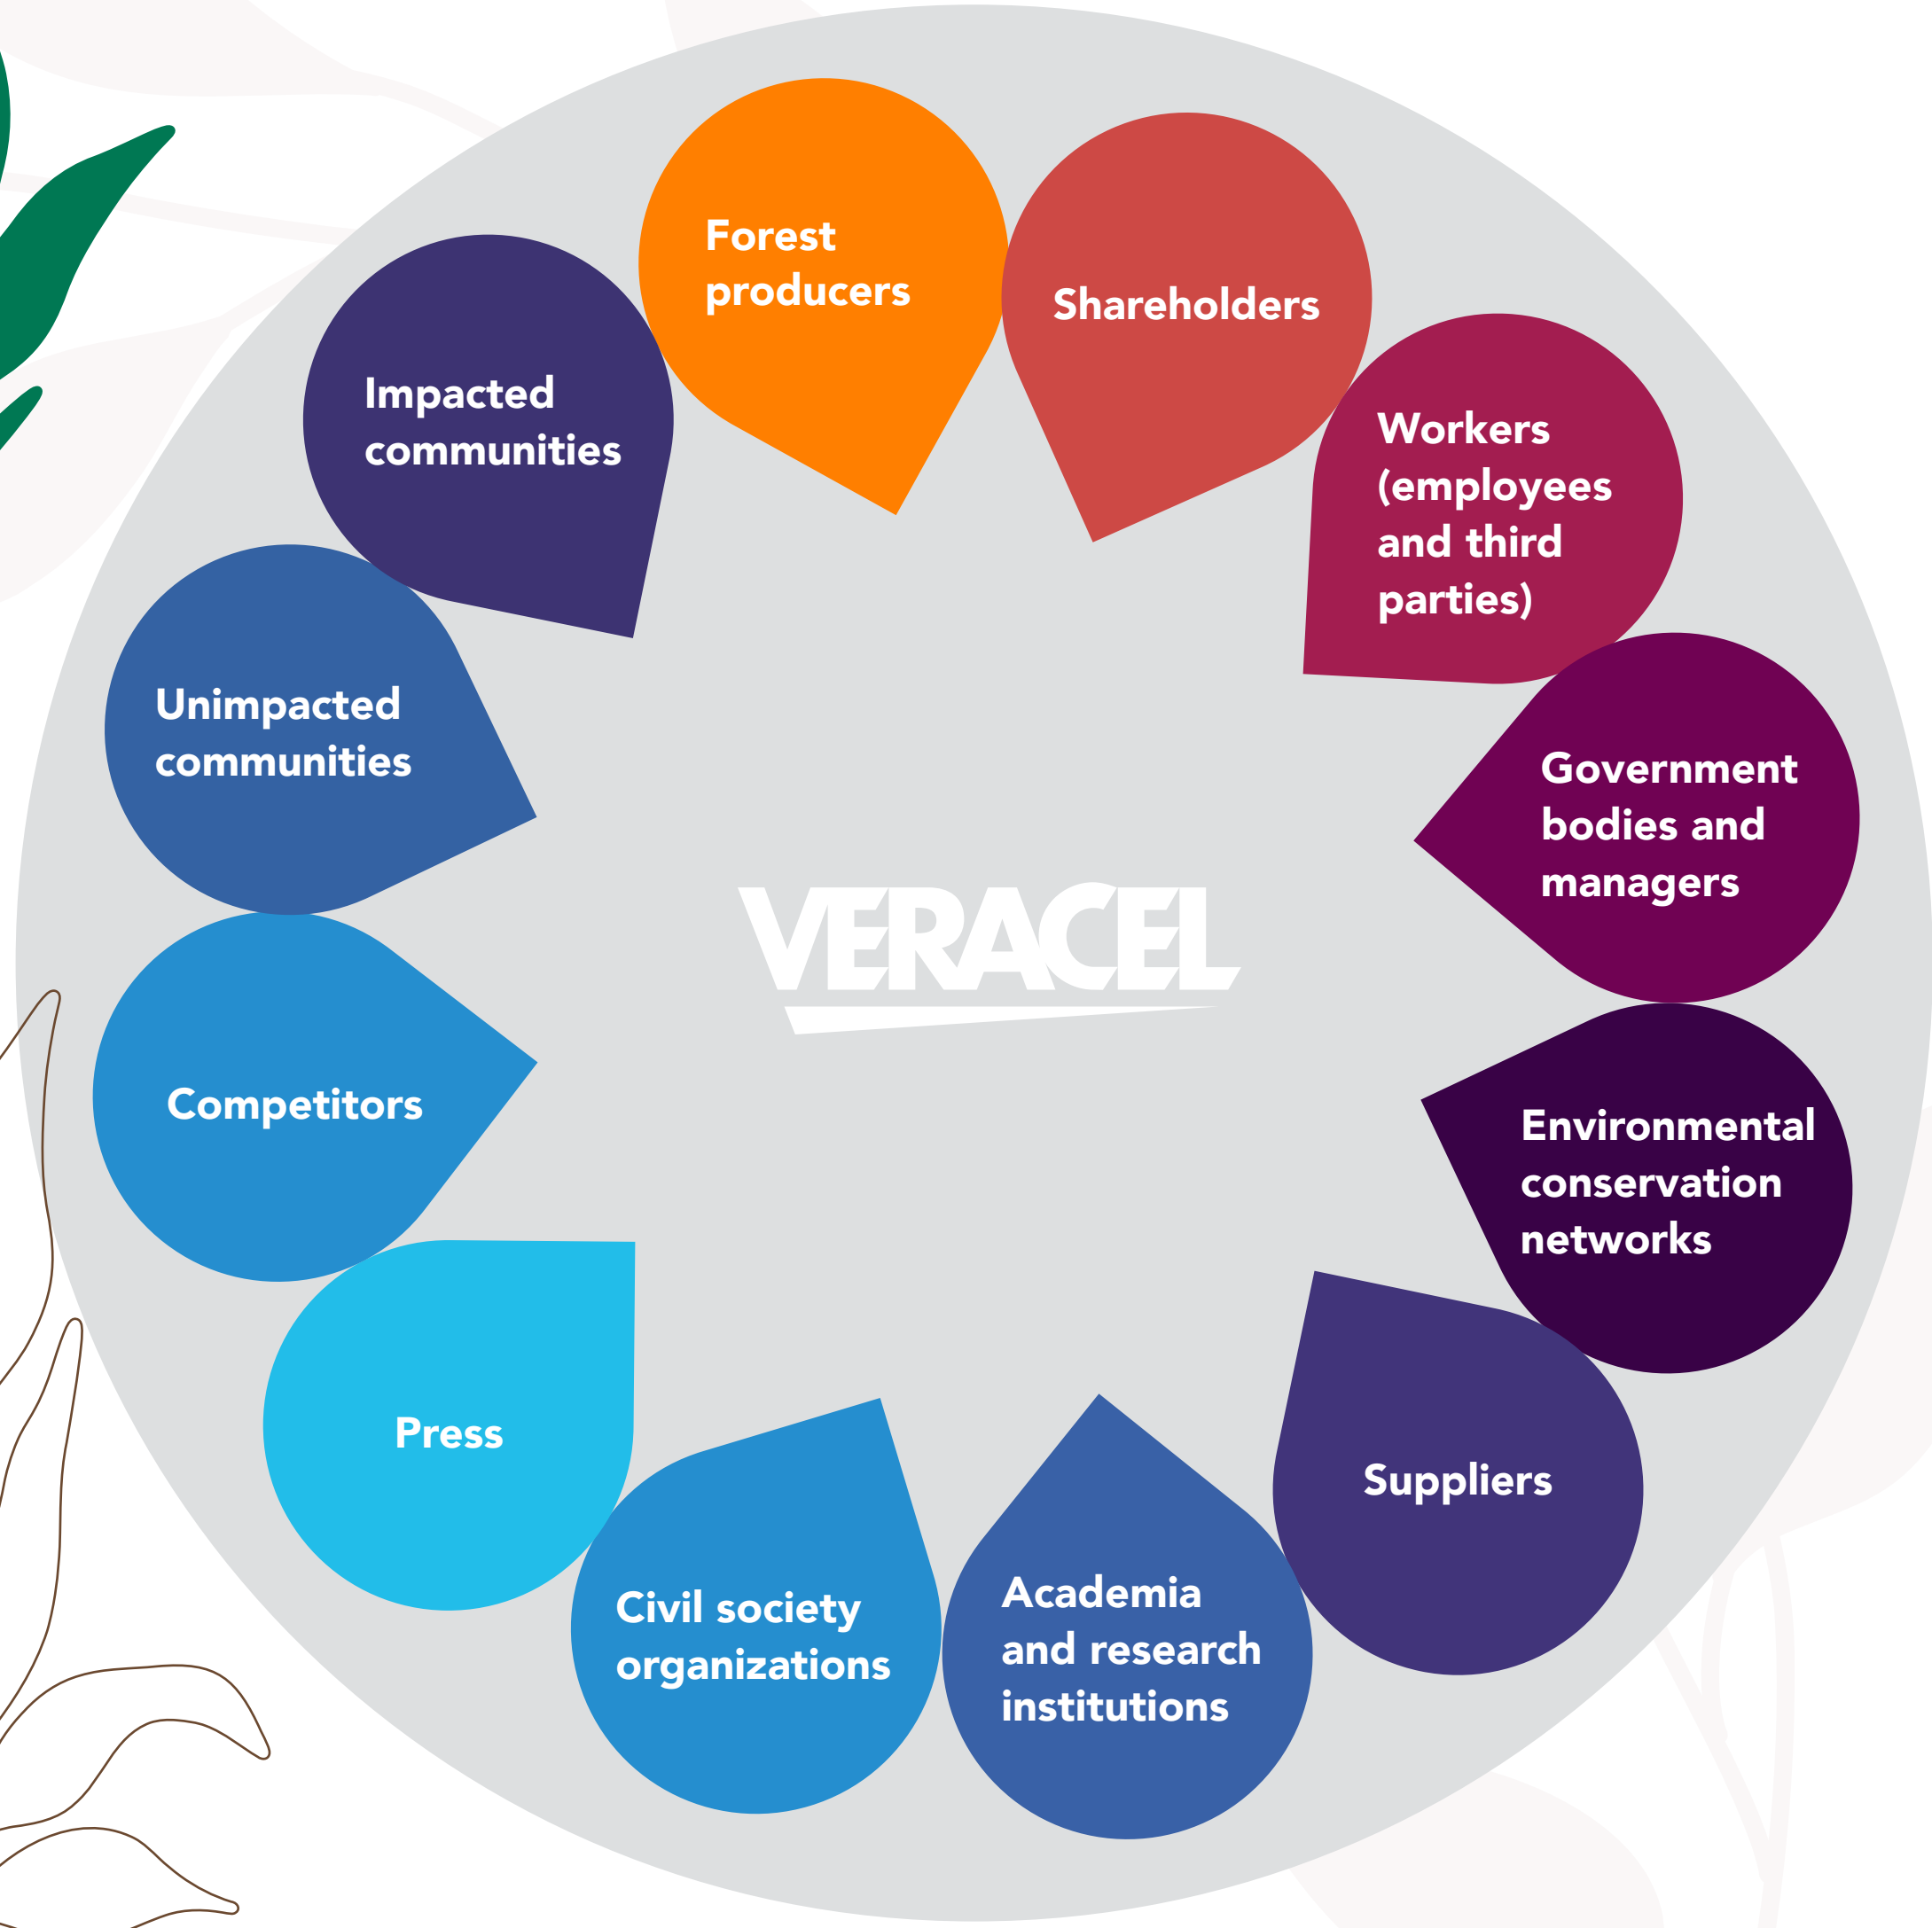 Forest
producers
Shareholders
Workers
(employees
and third
parties)
Government
bodies and
managers
Environmental
conservation
networks
Suppliers
Academia
and research
institutions
Civil society
organizations
Press
Competitors
Unimpacted
communities
Impacted
communities
VERACEL